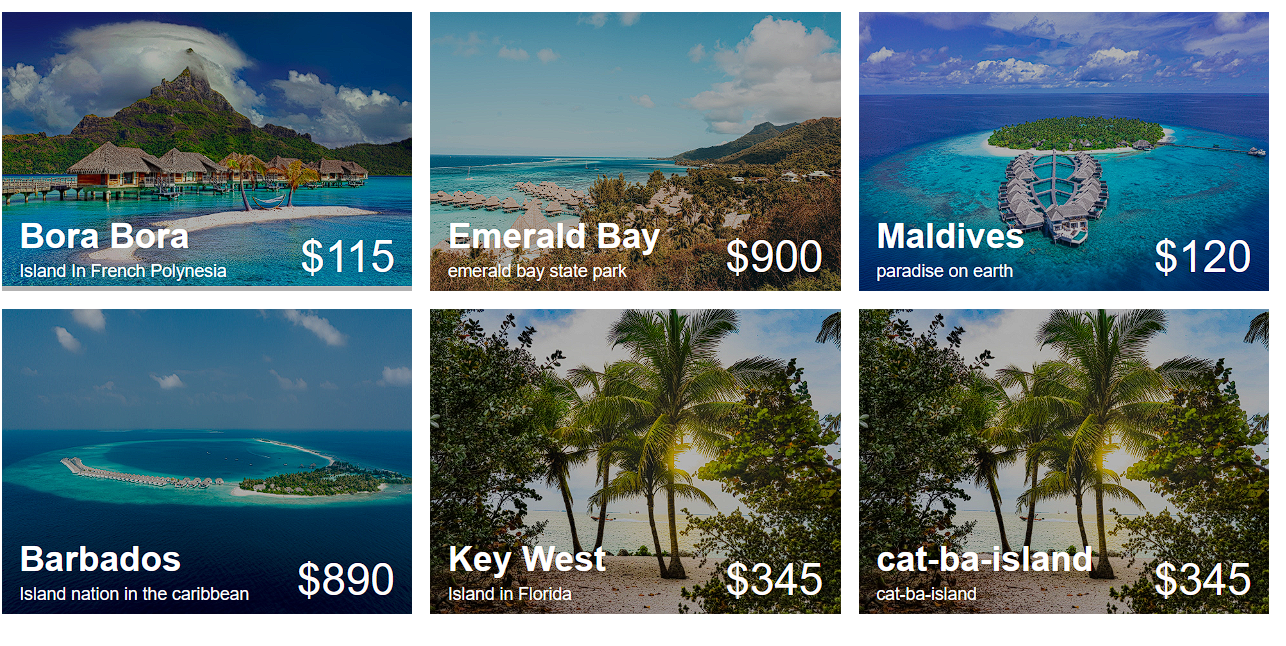 Bora Bora
Island In French Polynesia
$115
Emerald Bay
emerald bay state park
$900
Maldives
paradise on earth
$120
Barbados
Island nation in the caribbean
$890
Key West
Island in Florida
$345
cat-ba-island
cat-ba-island
$345